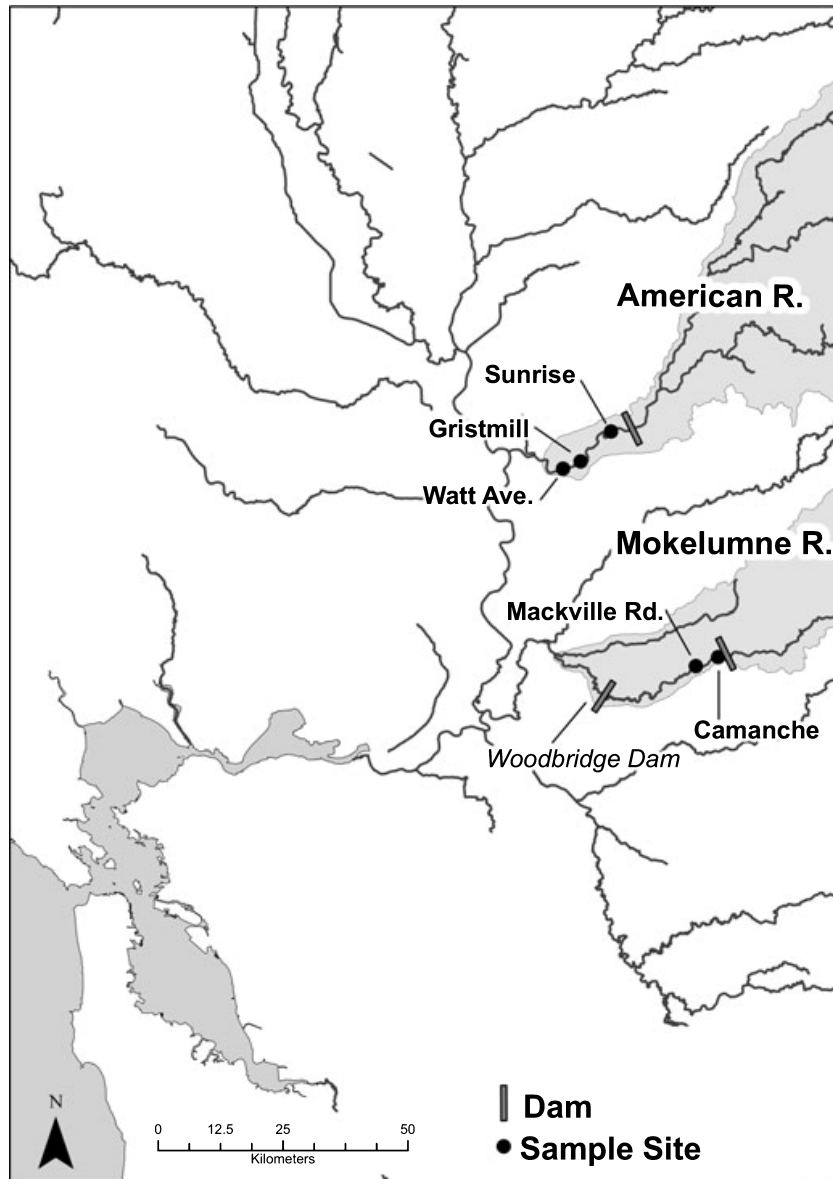 American R.
Sunrise
Gristmill
Watt Ave.
Mokelumne R.
Mackville Rd.
Camanche
Woodbridge Dam
N
0 12.5 25 50
Kilometers
Dam
Sample Site